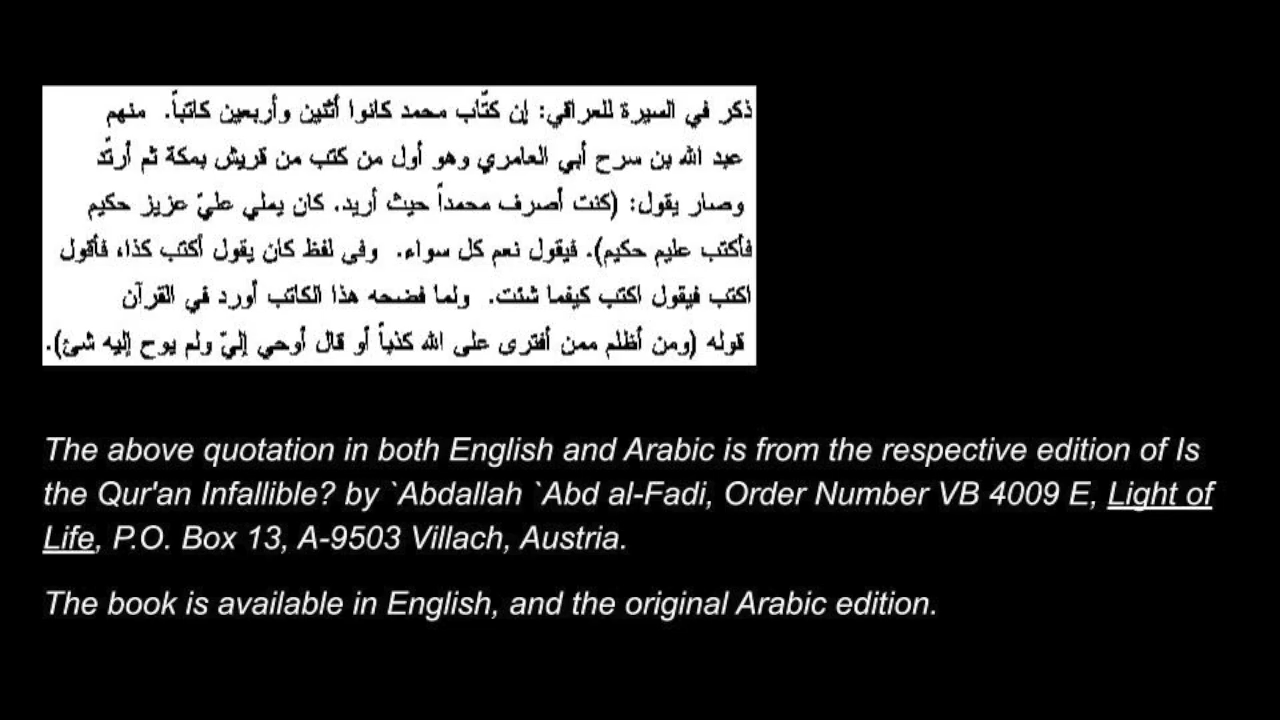 ذكر في السيرة للعراقي: إن كتّاب محمد كانوا أثنين وأربعين كاتباً. منهم
عبد الله بن سرح أبي العامري وهو أول من كتب من قريش بمكة ثم أرتّد
وصار يقول: (كنت أصرف محمداً حيث أريد. كان يملي عليّ عزيز حكيم
فأكتب عليم حكيم). فيقول نعم كل سواء. وفى لفظ كان يقول أكتب كذا، فأقول
اكتب فيقول اكتب كيفما شئت. ولما فضحه هذا الكاتب أورد في القرآن
قوله (ومن أظلم ممن أفترى على الله كذباً أو قال أوحي إليّ ولم يوح إليه شئ).
The above quotation in both English and Arabic is from the respective edition of Is
the Qur'an Infallible? by `Abdallah `Abd al-Fadi, Order Number VB 4009 E, Light of
Life, P.O. Box 13, A-9503 Villach, Austria.
The book is available in English, and the original Arabic edition.